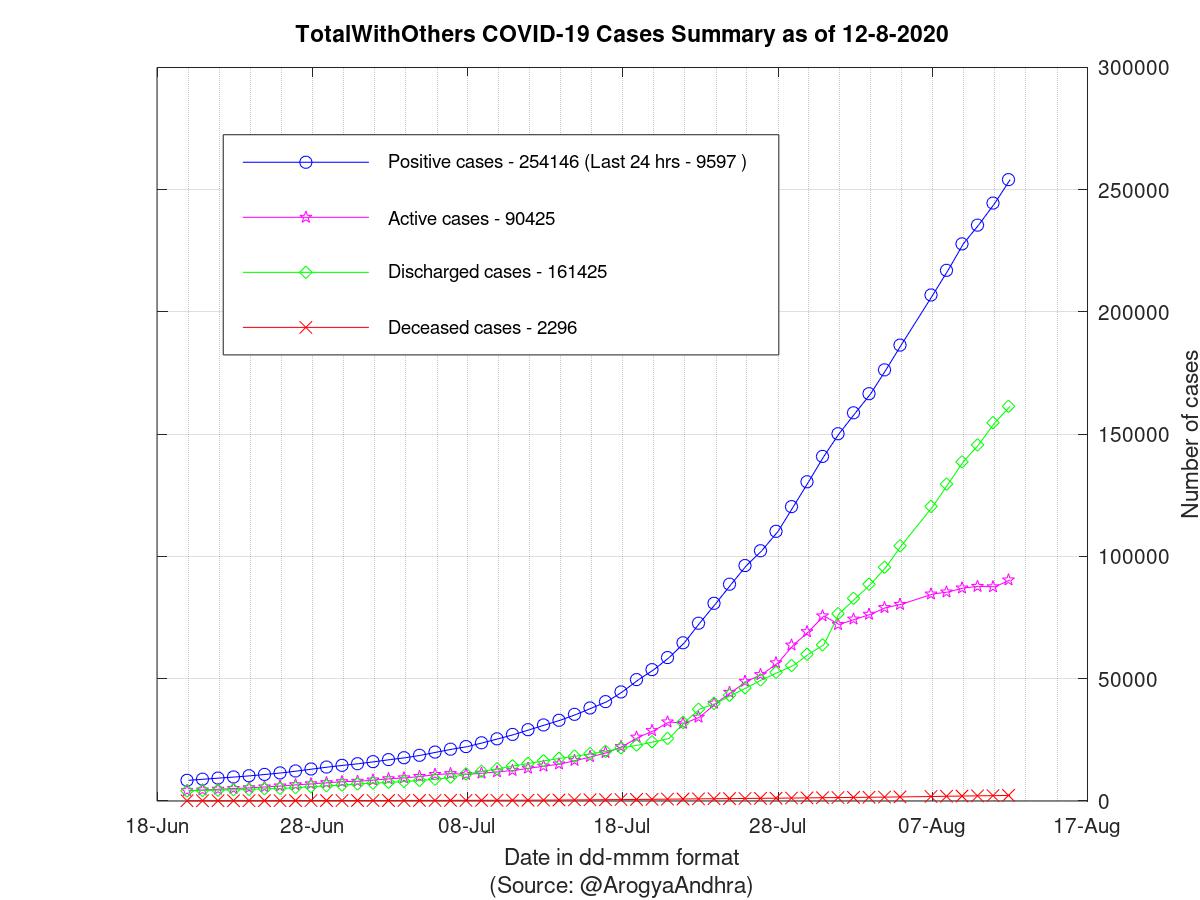 TotalWithOthers COVID-19 Cases Summary as of 12-8-2020
Positive cases - 254146 (Last 24 hrs - 9597 )
Active cases - 90425
Discharged cases - 161425
Deceased cases - 2296
300000
250000
200000
150000
100000
50000
0
Number of cases
18-Jun 28-Jun 08-Jul 18-Jul 28-Jul 07-Aug 17-Aug
Date in dd-mmm format
(Source: @ArogyaAndhra)